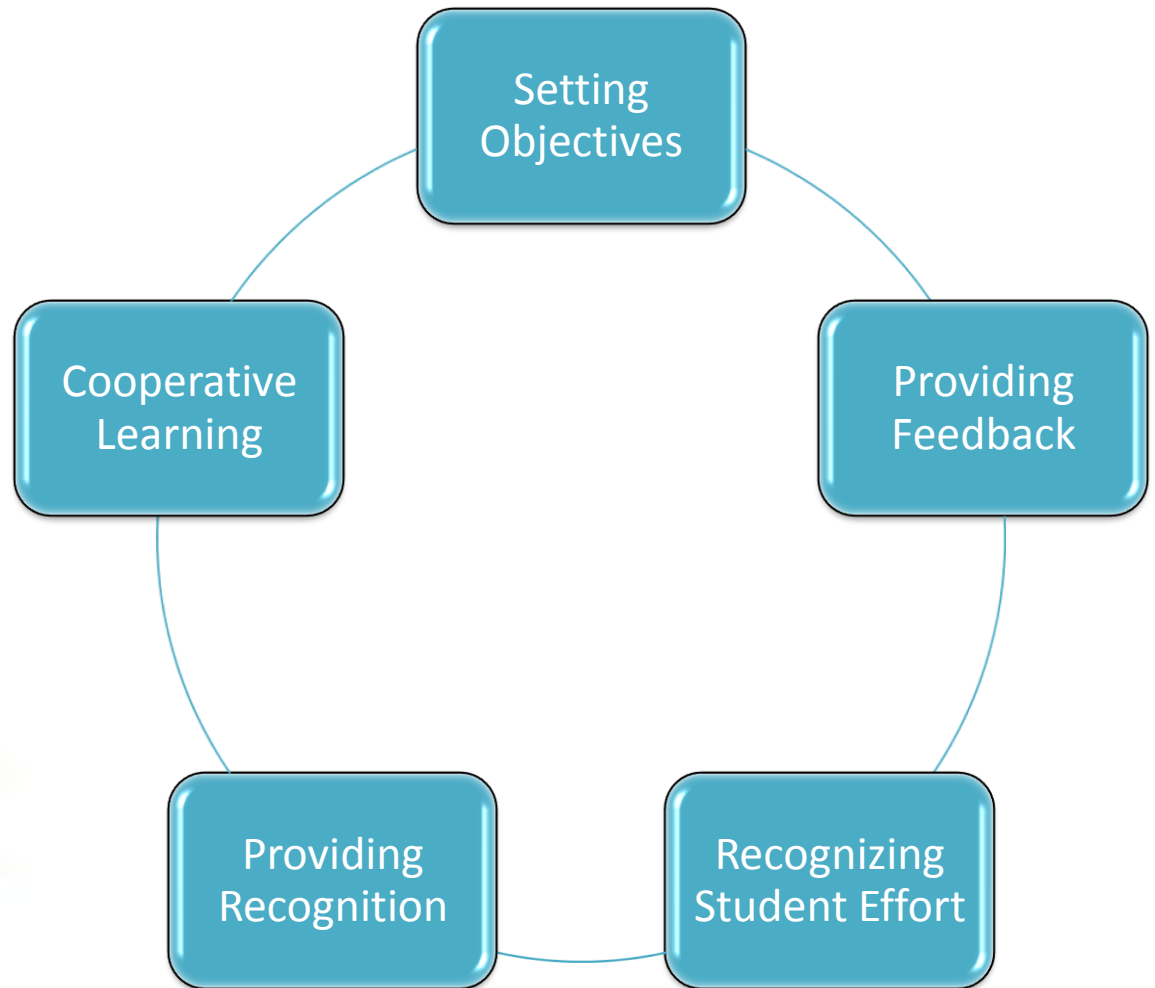 Setting
Objectives
Providing
Feedback
Recognizing
Student Effort
Providing
Recognition
Cooperative
Learning